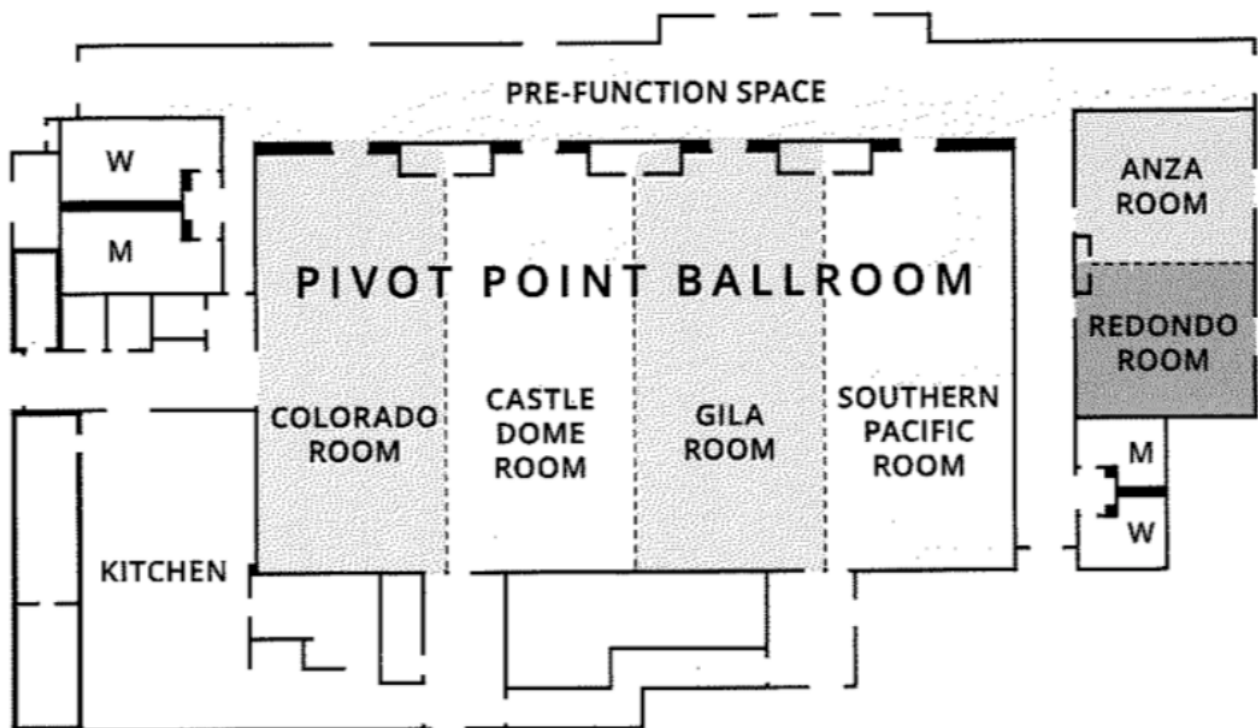 PRE-FUNCTION SPACE
W
M
ANZA
ROOM
PIVOT POINT BALLROOM
REDONDO
ROOM
COLORADO
ROOM
CASTLE
DOME
ROOM
GILA
ROOM
SOUTHERN
PACIFIC
ROOM
M
W
KITCHEN